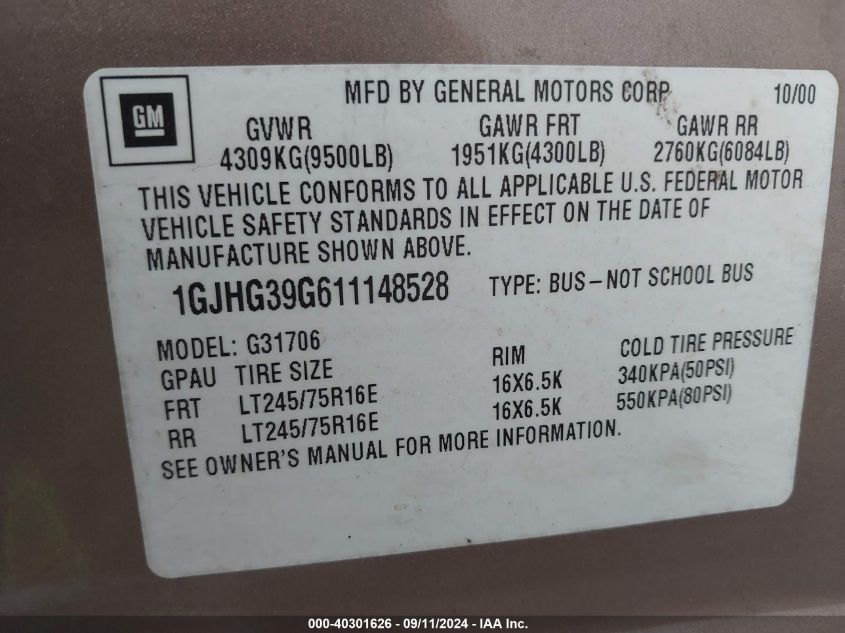 GM
MFD BY GENERAL MOTORS CORP 10/00
GVWR GAWR FRT GAWR RR
4309KG(9500LB) 1951KG(4300LB) 2760KG(6084LB)
THIS VEHICLE CONFORMS TO ALL APPLICABLE U.S. FEDERAL MOTOR
VEHICLE SAFETY STANDARDS IN EFFECT ON THE DATE OF
MANUFACTURE SHOWN ABOVE.
1GJHG39G611148528 TYPE: BUS-NOT SCHOOL BUS
MODEL: G31706
GPAU TIRE SIZE RIM COLD TIRE PRESSURE
FRT LT245/75R16E 16X6.5K 340KPA(50PSI)
RR LT245/75R16E 16X6.5K 550KPA(80PSI)
SEE OWNER'S MANUAL FOR MORE INFORMATION.
000-40301626 - 09/11/2024 - IAA Inc.